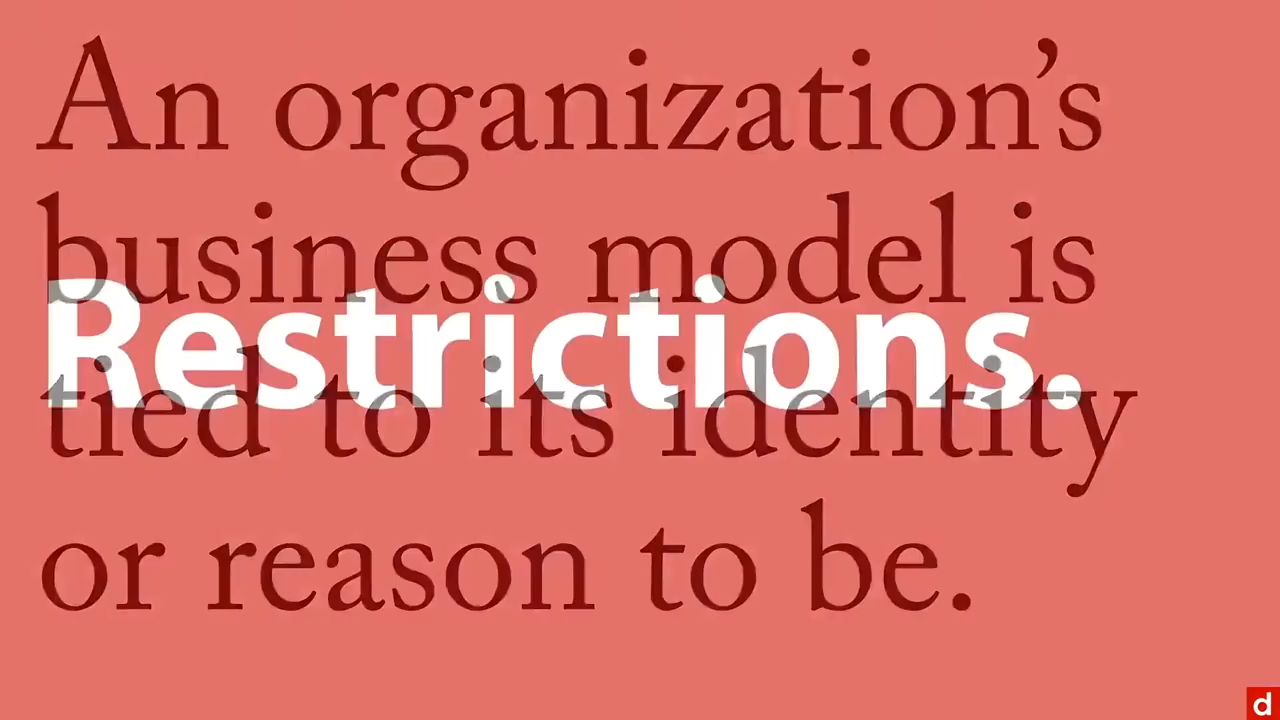 An organization’s
business model is
Restrictions.
tied to its identity
or reason to be.
d